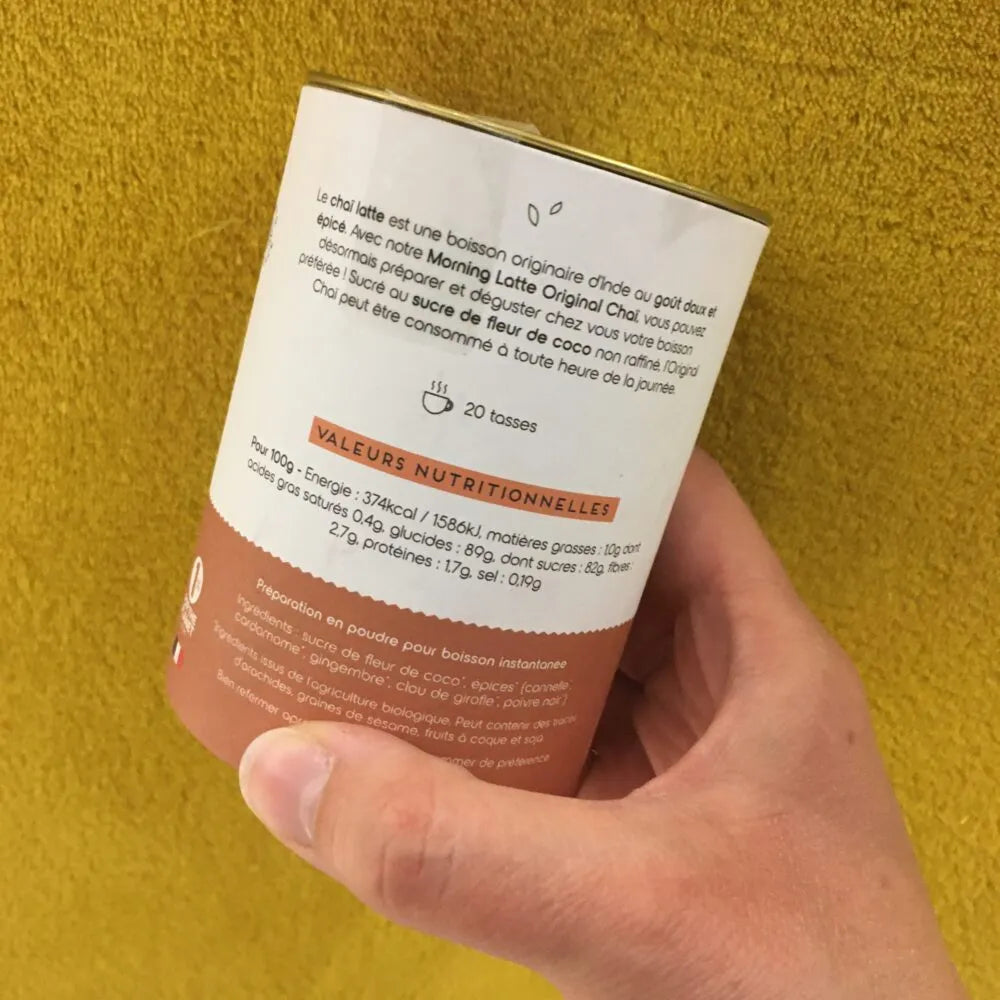 Le chaï latte est une boisson originaire d'Inde au goût doux et
épicé. Avec notre Morning Latte Original Chaï, vous pouvez
désormais préparer et déguster chez vous votre boisson
préférée ! Sucré au sucre de fleur de coco non raffiné, l'Original
Chaï peut être consommé à toute heure de la journée.
20 tasses
VALEURS NUTRITIONNELLES
Pour 100g - Energie : 374kcal / 1586kJ, matières grasses : 1.0g dont
acides gras saturés 0,4g, glucides : 89g, dont sucres : 82g, fibres :
2,7g, protéines : 1,7g, sel : 0,19g
Préparation en poudre pour boisson instantanée
Ingrédients : sucre de fleur de coco*, épices* (cannelle*,
cardamome*, gingembre*, clou de girofle*, poivre noir*)
*Ingrédients issus de l'agriculture biologique. Peut contenir des traces
d'arachides, graines de sésame, fruits à coque et soja
Bien refermer de préférence